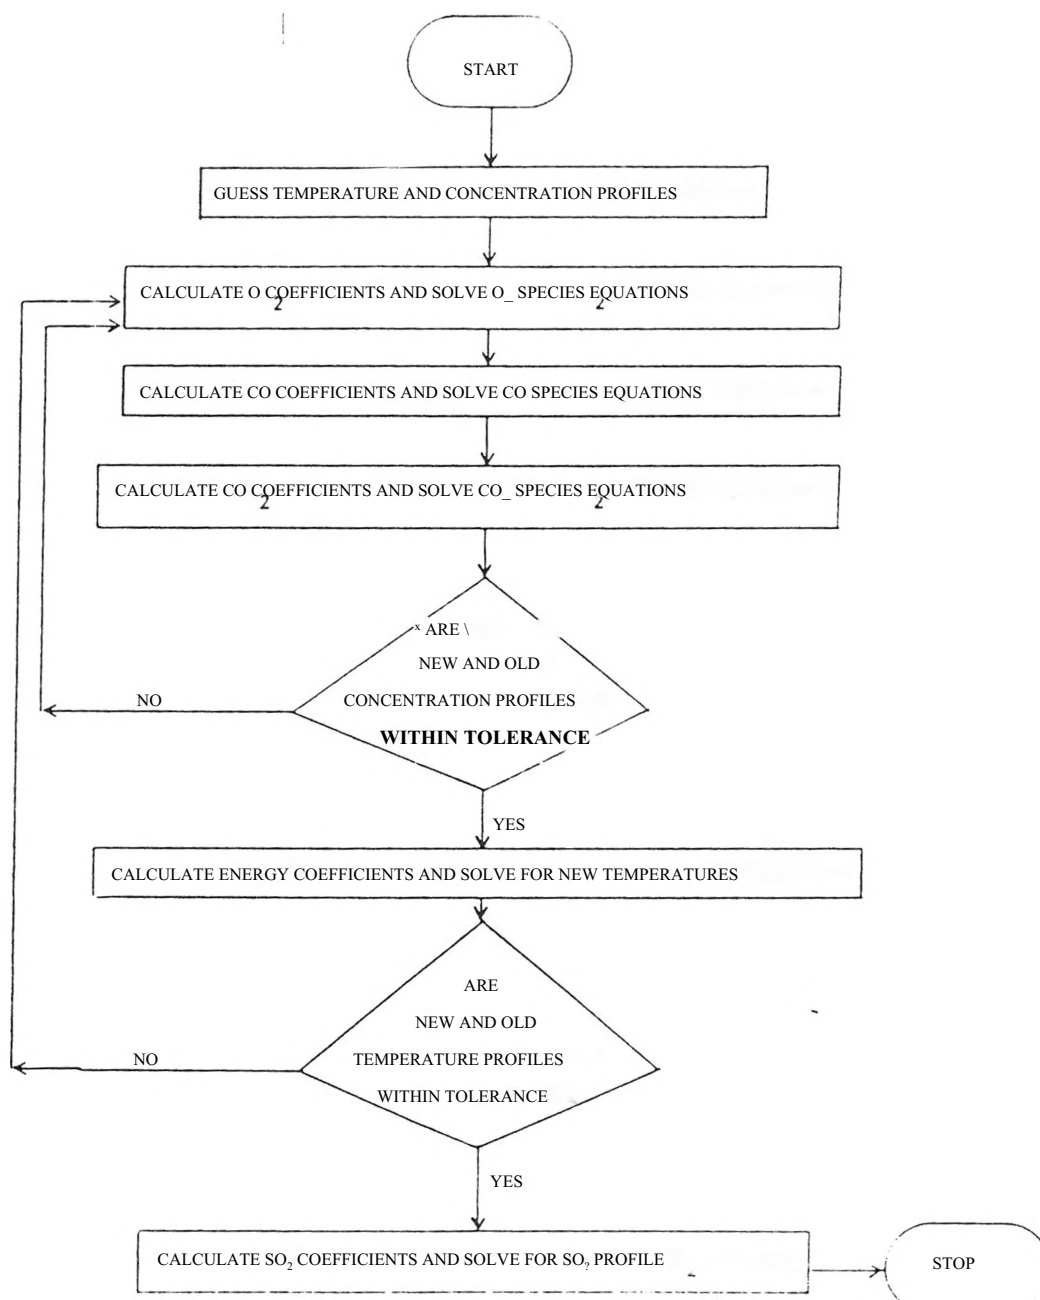 START
GUESS TEMPERATURE AND CONCENTRATION PROFILES
CALCULATE O2 COEFFICIENTS AND SOLVE O_2 SPECIES EQUATIONS
CALCULATE CO COEFFICIENTS AND SOLVE CO SPECIES EQUATIONS
CALCULATE CO2 COEFFICIENTS AND SOLVE CO_2 SPECIES EQUATIONS
x ARE \
NEW AND OLD
CONCENTRATION PROFILES
WITHIN TOLERANCE
NO
YES
CALCULATE ENERGY COEFFICIENTS AND SOLVE FOR NEW TEMPERATURES
ARE
NEW AND OLD
TEMPERATURE PROFILES
WITHIN TOLERANCE
NO
YES
CALCULATE SO₂ COEFFICIENTS AND SOLVE FOR SO? PROFILE
STOP